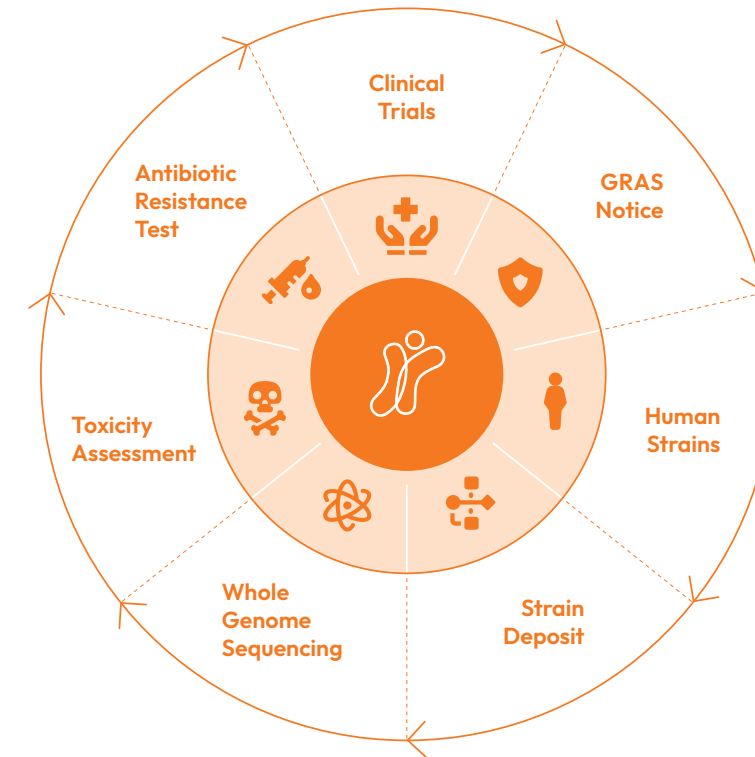 Clinical
Trials
GRAS
Notice
Human
Strains
Strain
Deposit
Whole
Genome
Sequencing
Toxicity
Assessment
Antibiotic
Resistance
Test